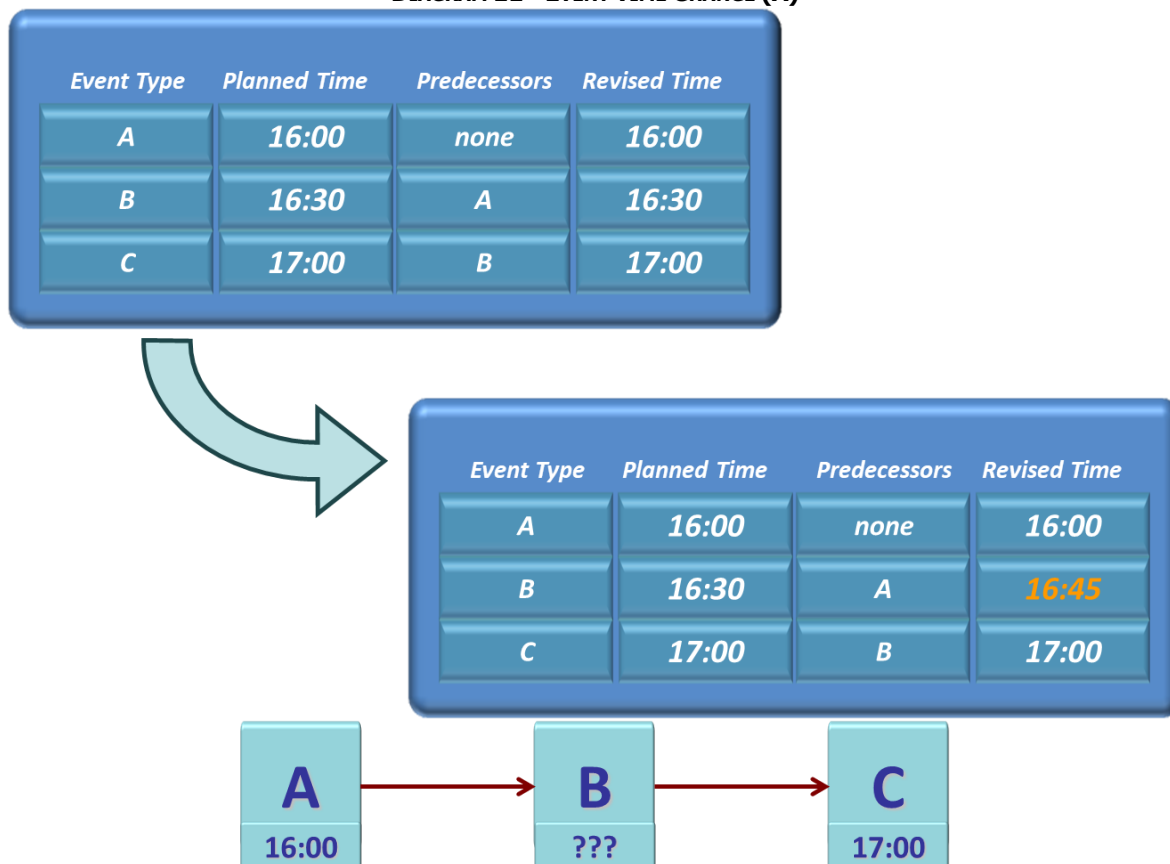 Event Type Planned Time Predecessors Revised Time
A 16:00 none 16:00
B 16:30 A 16:30
C 17:00 B 17:00
Event Type Planned Time Predecessors Revised Time
A 16:00 none 16:00
B 16:30 A 16:45
C 17:00 B 17:00
A B C
16:00 ??? 17:00